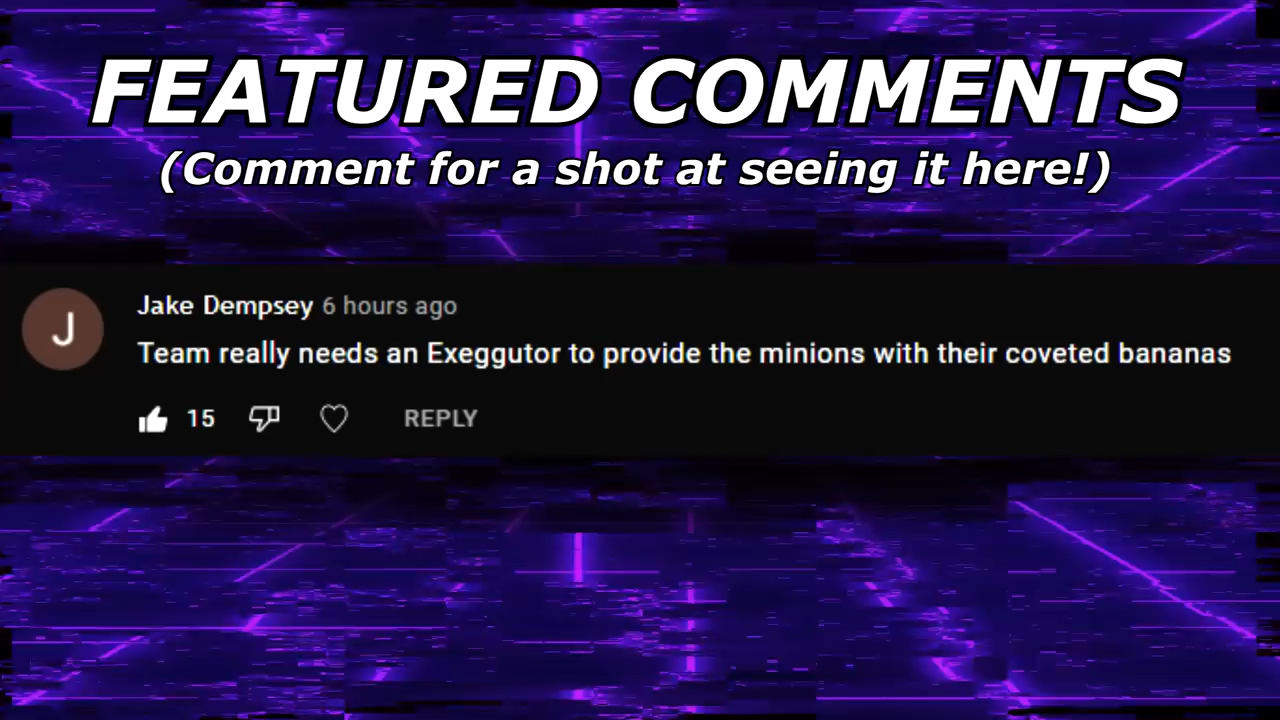 FEATURED COMMENTS
(Comment for a shot at seeing it here!)
J
Jake Dempsey 6 hours ago
Team really needs an Exeggutor to provide the minions with their coveted bananas
15 REPLY